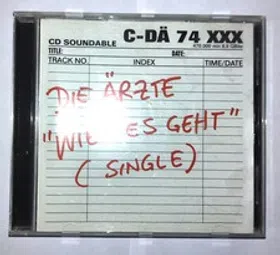 CD SOUNDABLE C-DÄ 74 XXX
TITLE: DATE:
TRACK NO. INDEX TIME/DATE
DIE ÄRZTE
"WIE ES GEHT"
( SINGLE)